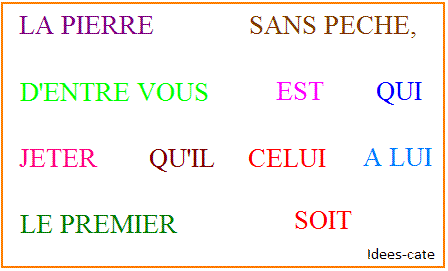 LA PIERRE SANS PECHE,
D'ENTRE VOUS EST QUI
JETER QU'IL CELUI A LUI
LE PREMIER SOIT
Idees-cate